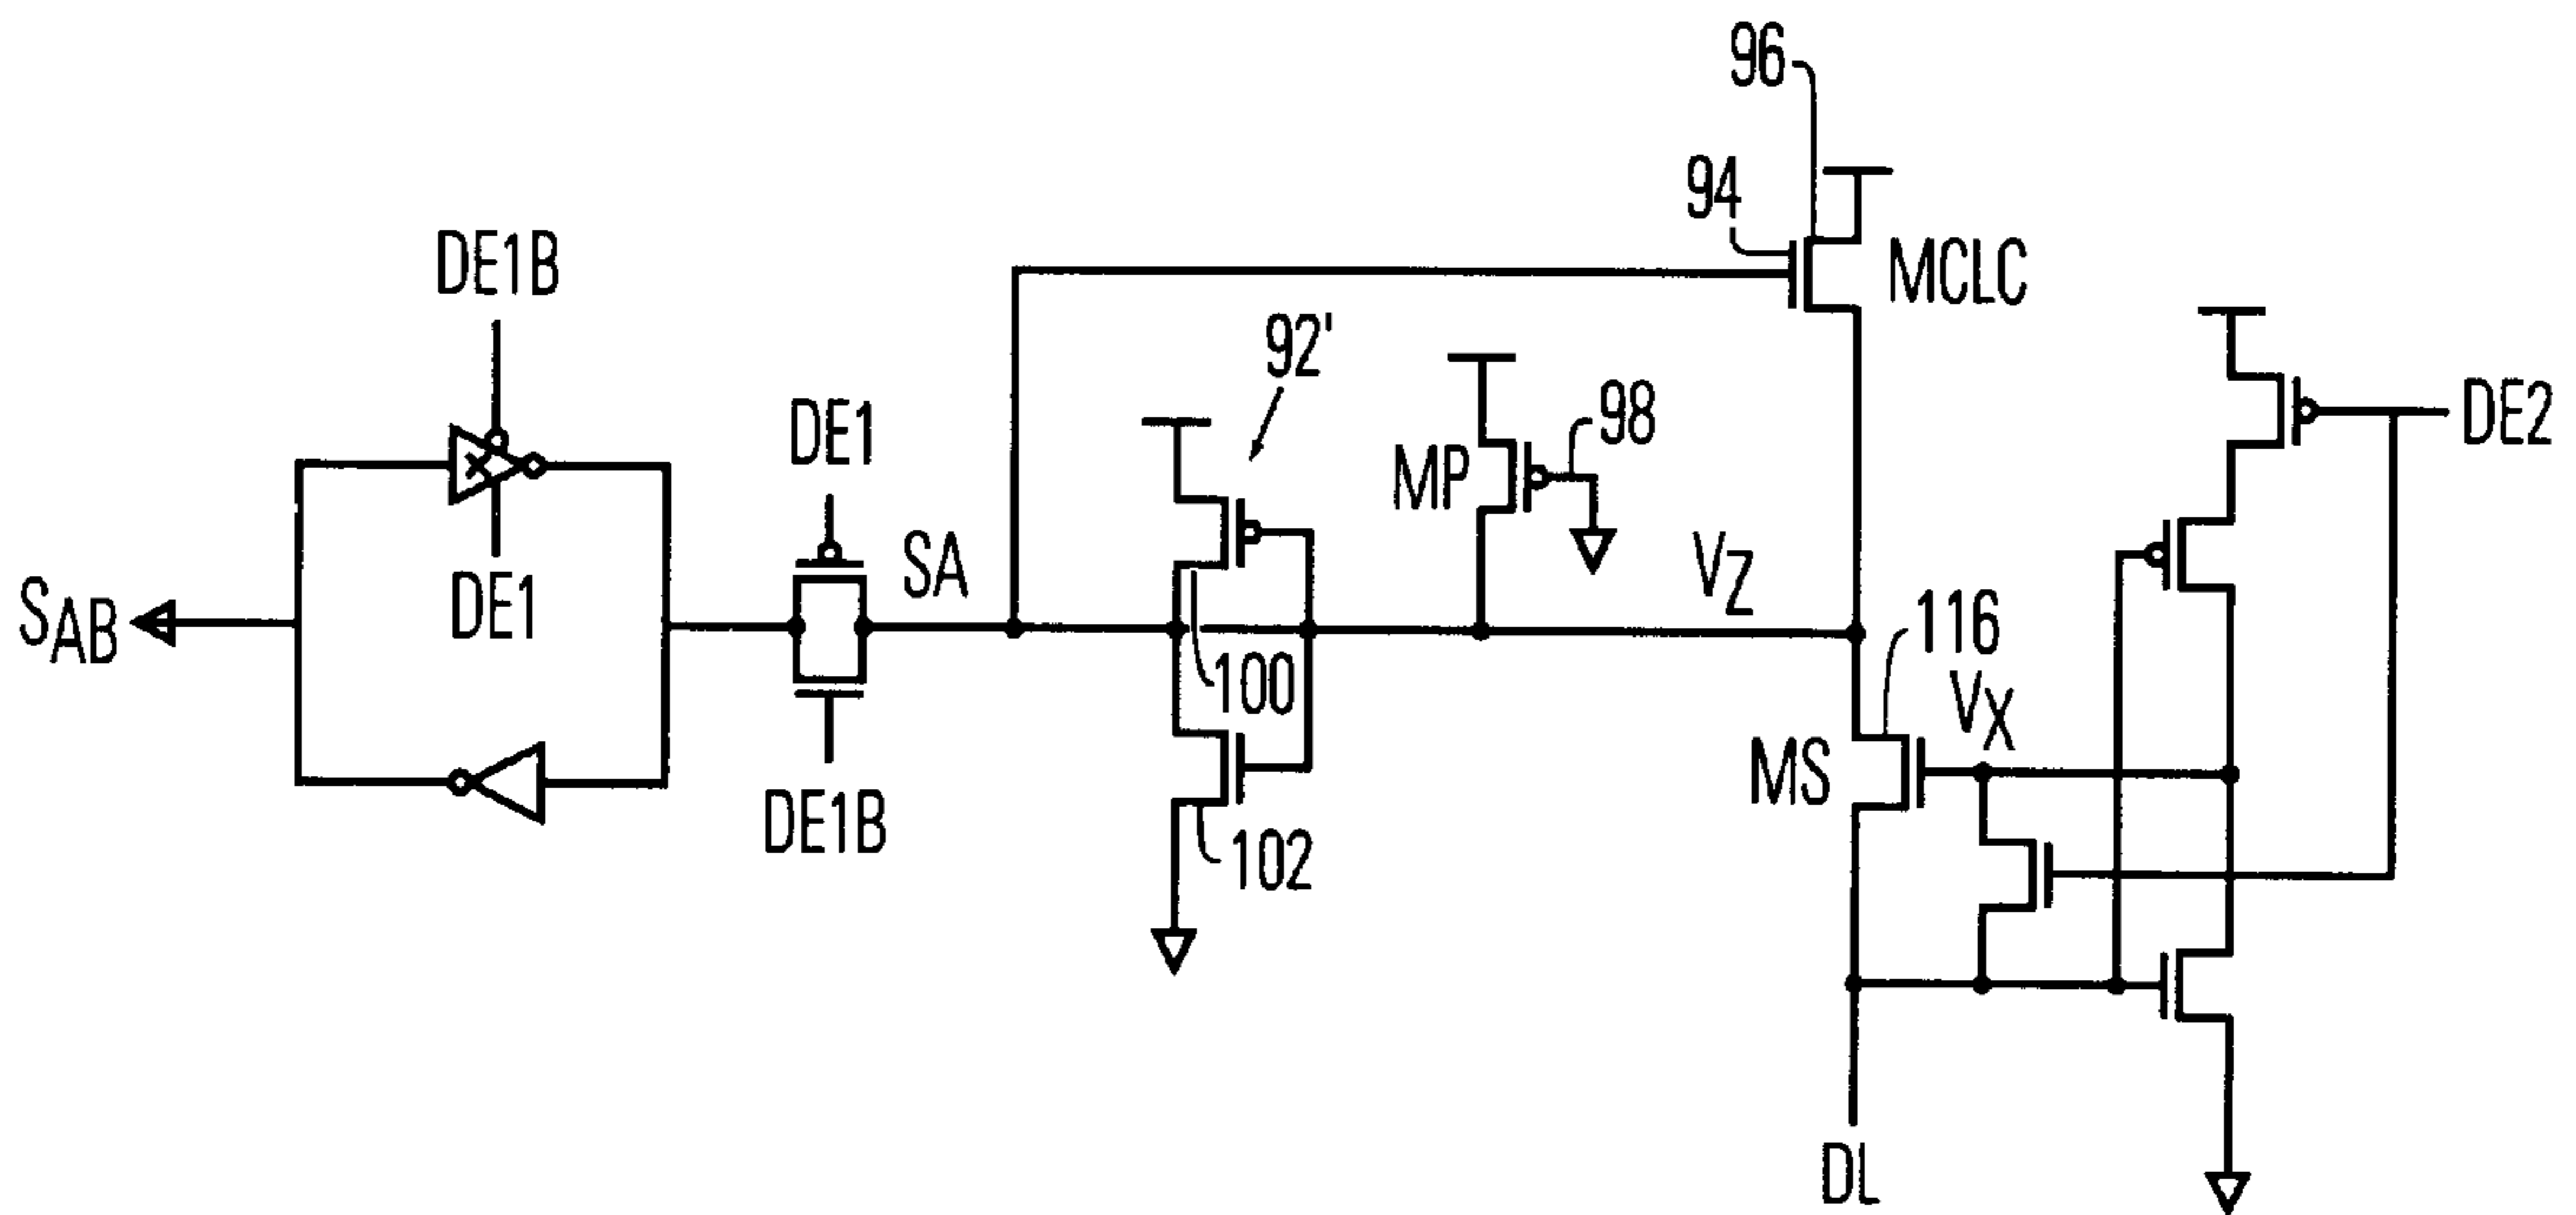 96
94
MCLC
DE1B
92'
DE1
98
DE2
MP
SA
VZ
SAB
DE1
116
100
VX
MS
DE1B
102
DL